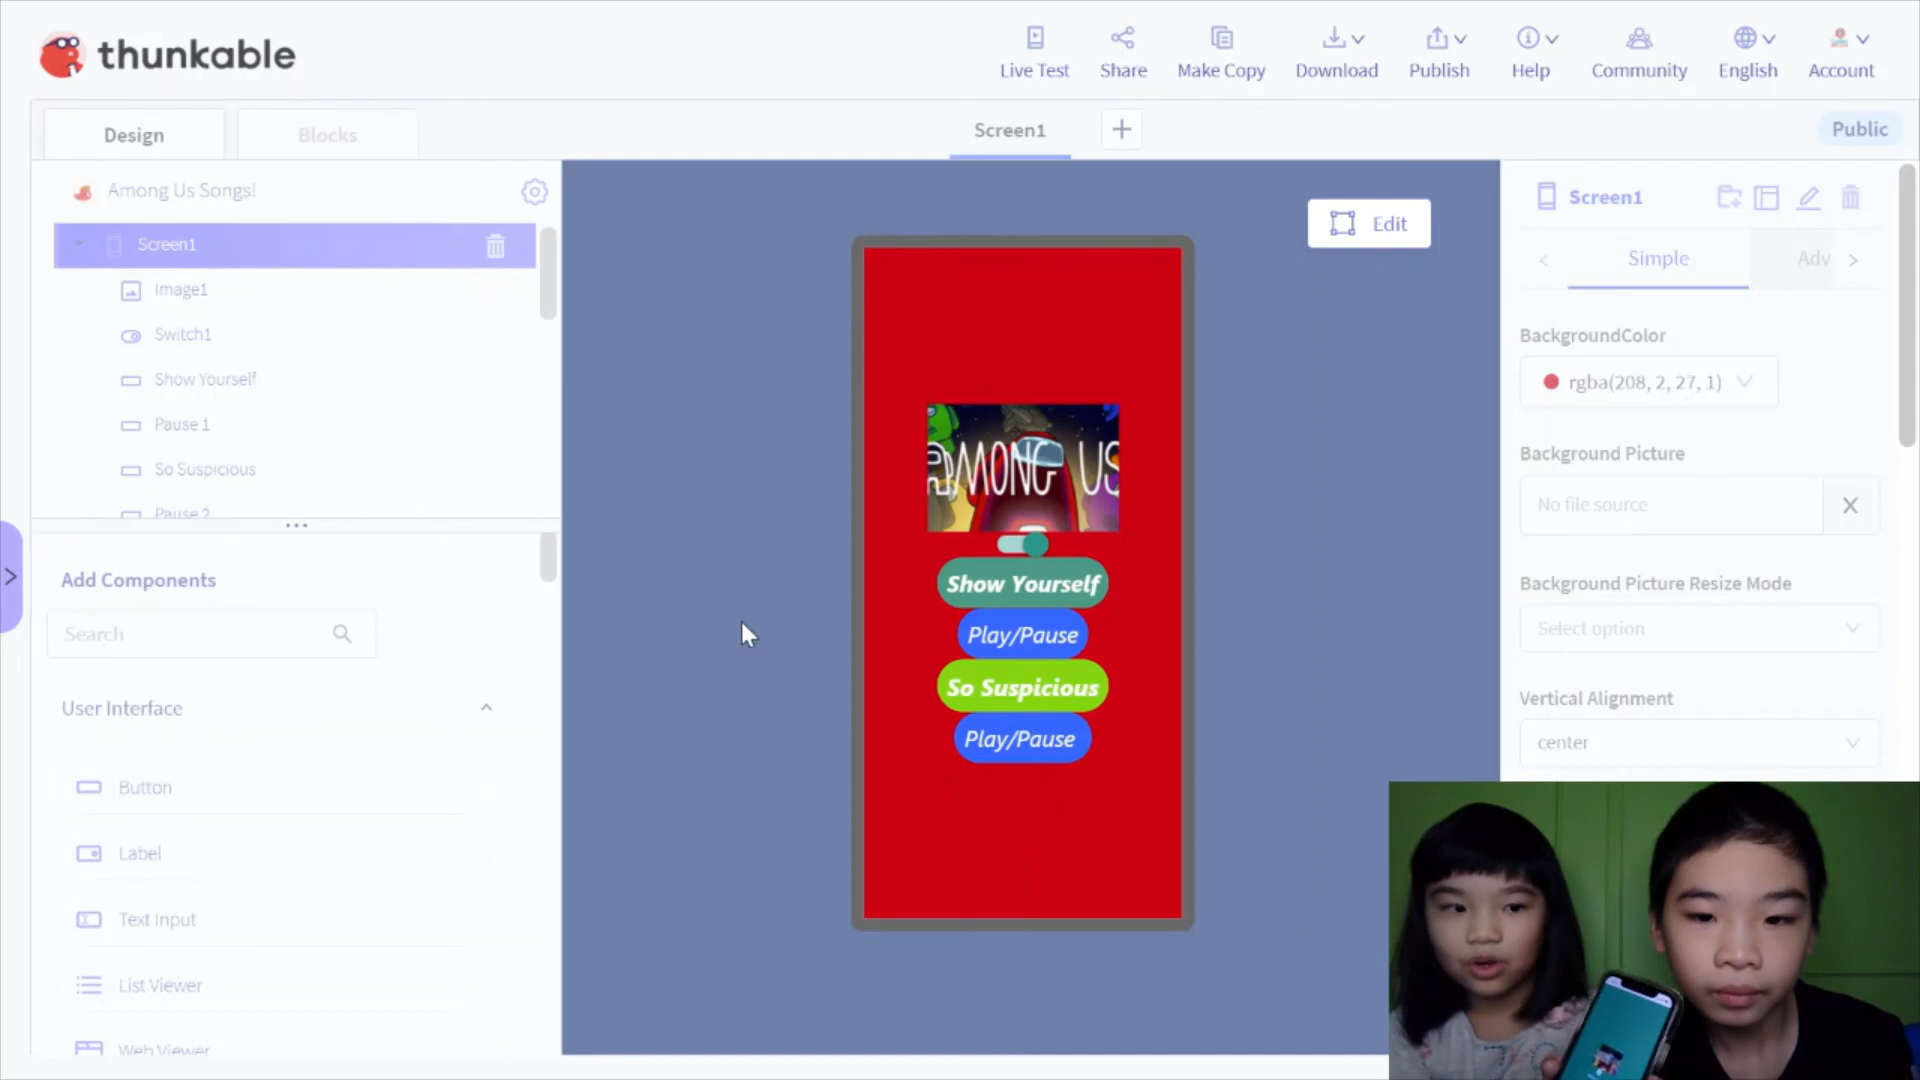 thunkable
Live Test
Share
Make Copy
Download
Publish
Help
Community
English
Account
Design
Blocks
Screen1
Public
Among Us Songs!
Screen1
Image1
Switch1
Show Yourself
Pause 1
So Suspicious
Pause 2
Add Components
Search
User Interface
Button
Label
Text Input
List Viewer
Web Viewer
Edit
AMONG US
Show Yourself
Play/Pause
So Suspicious
Play/Pause
Screen1
Simple
Adv
BackgroundColor
rgba(208, 2, 27, 1)
Background Picture
No file source
X
Background Picture Resize Mode
Select option
Vertical Alignment
center